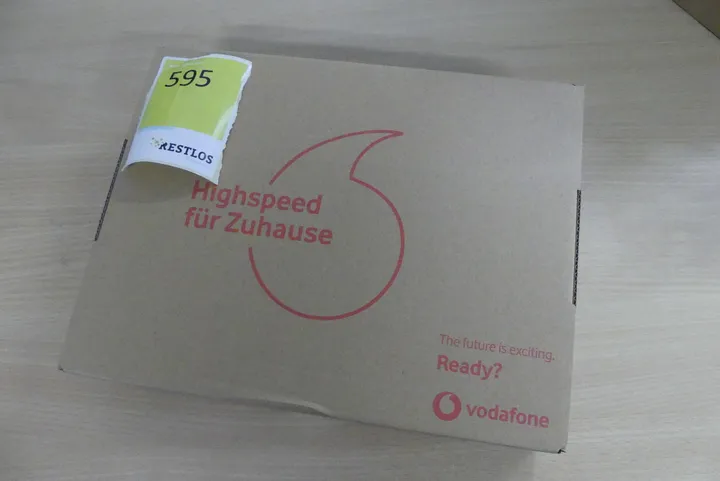 595
RESTLOS
Highspeed
für Zuhause
The future is exciting.
Ready?
vodafone